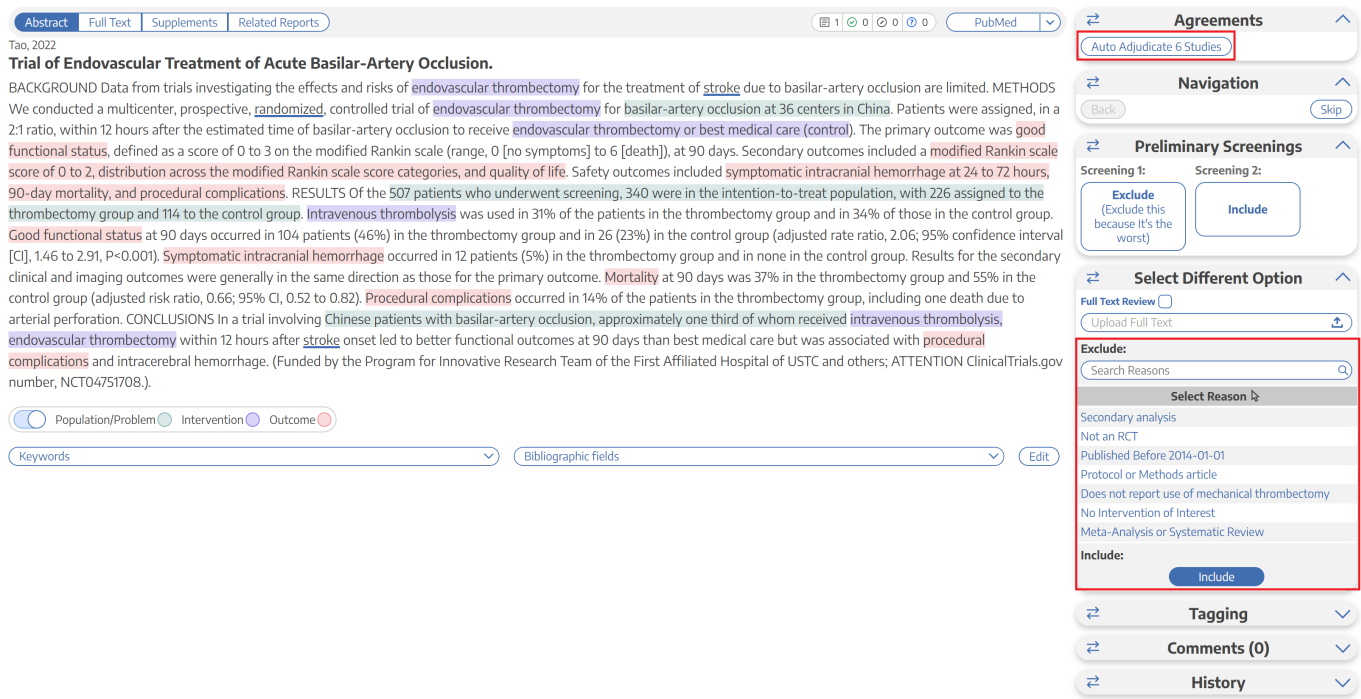 Abstract Full Text Supplements Related Reports 1 0 0 0 PubMed
Tao, 2022
Trial of Endovascular Treatment of Acute Basilar-Artery Occlusion.
BACKGROUND Data from trials investigating the effects and risks of endovascular thrombectomy for the treatment of stroke due to basilar-artery occlusion are limited. METHODS
We conducted a multicenter, prospective, randomized, controlled trial of endovascular thrombectomy for basilar-artery occlusion at 36 centers in China. Patients were assigned, in a
2:1 ratio, within 12 hours after the estimated time of basilar-artery occlusion to receive endovascular thrombectomy or best medical care (control). The primary outcome was good
functional status, defined as a score of 0 to 3 on the modified Rankin scale (range, 0 [no symptoms] to 6 [death]), at 90 days. Secondary outcomes included a modified Rankin scale
score of 0 to 2, distribution across the modified Rankin scale score categories, and quality of life. Safety outcomes included symptomatic intracranial hemorrhage at 24 to 72 hours,
90-day mortality, and procedural complications. RESULTS Of the 507 patients who underwent screening, 340 were in the intention-to-treat population, with 226 assigned to the
thrombectomy group and 114 to the control group. Intravenous thrombolysis was used in 31% of the patients in the thrombectomy group and in 34% of those in the control group.
Good functional status at 90 days occurred in 104 patients (46%) in the thrombectomy group and in 26 (23%) in the control group (adjusted rate ratio, 2.06; 95% confidence interval
[CI], 1.46 to 2.91, P<0.001). Symptomatic intracranial hemorrhage occurred in 12 patients (5%) in the thrombectomy group and in none in the control group. Results for the secondary
clinical and imaging outcomes were generally in the same direction as those for the primary outcome. Mortality at 90 days was 37% in the thrombectomy group and 55% in the
control group (adjusted risk ratio, 0.66; 95% CI, 0.52 to 0.82). Procedural complications occurred in 14% of the patients in the thrombectomy group, including one death due to
arterial perforation. CONCLUSIONS In a trial involving Chinese patients with basilar-artery occlusion, approximately one third of whom received intravenous thrombolysis,
endovascular thrombectomy within 12 hours after stroke onset led to better functional outcomes at 90 days than best medical care but was associated with procedural
complications and intracerebral hemorrhage. (Funded by the Program for Innovative Research Team of the First Affiliated Hospital of USTC and others; ATTENTION ClinicalTrials.gov
number, NCT04751708.).
Population/Problem Intervention Outcome
Keywords Bibliographic fields Edit
Agreements
Auto Adjudicate 6 Studies
Navigation
Back Skip
Preliminary Screenings
Screening 1: Screening 2:
Exclude
(Exclude this
because it's the
worst)
Include
Select Different Option
Full Text Review
Upload Full Text
Exclude:
Search Reasons
Select Reason
Secondary analysis
Not an RCT
Published Before 2014-01-01
Protocol or Methods article
Does not report use of mechanical thrombectomy
No Intervention of Interest
Meta-Analysis or Systematic Review
Include:
Include
Tagging
Comments (0)
History